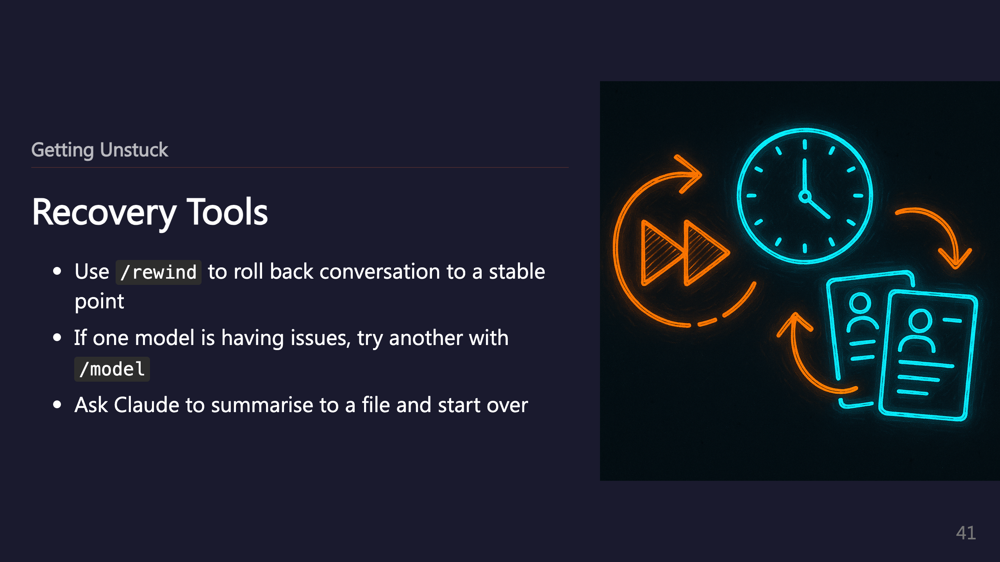 Getting Unstuck
Recovery Tools
• Use /rewind to roll back conversation to a stable
point
• If one model is having issues, try another with
/model
• Ask Claude to summarise to a file and start over
41